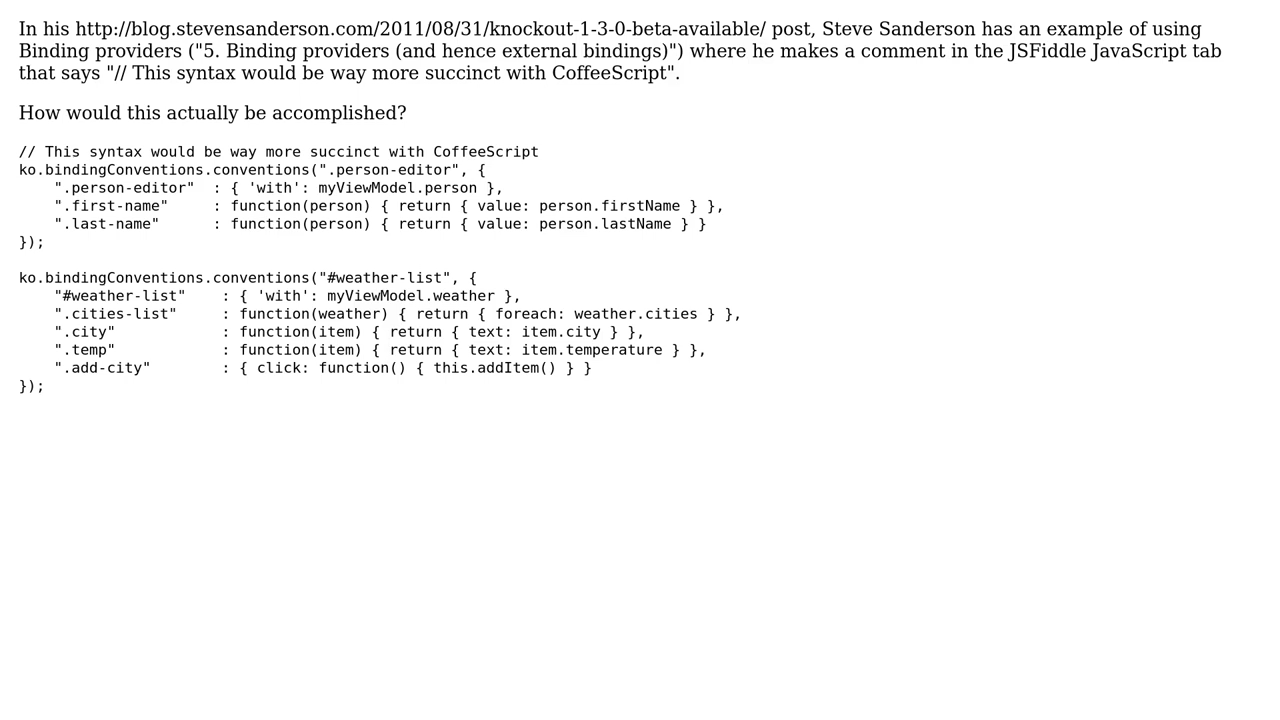 In his http://blog.stevensanderson.com/2011/08/31/knockout-1-3-0-beta-available/ post, Steve Sanderson has an example of using
Binding providers ("5. Binding providers (and hence external bindings)") where he makes a comment in the JSFiddle JavaScript tab
that says "// This syntax would be way more succinct with CoffeeScript".
How would this actually be accomplished?
// This syntax would be way more succinct with CoffeeScript
ko.bindingConventions.conventions(".person-editor", {
    ".person-editor"  : { 'with': myViewModel.person },
    ".first-name"     : function(person) { return { value: person.firstName } },
    ".last-name"      : function(person) { return { value: person.lastName } }
});
ko.bindingConventions.conventions("#weather-list", {
    "#weather-list"    : { 'with': myViewModel.weather },
    ".cities-list"     : function(weather) { return { foreach: weather.cities } },
    ".city"            : function(item) { return { text: item.city } },
    ".temp"            : function(item) { return { text: item.temperature } },
    ".add-city"        : { click: function() { this.addItem() } }
});